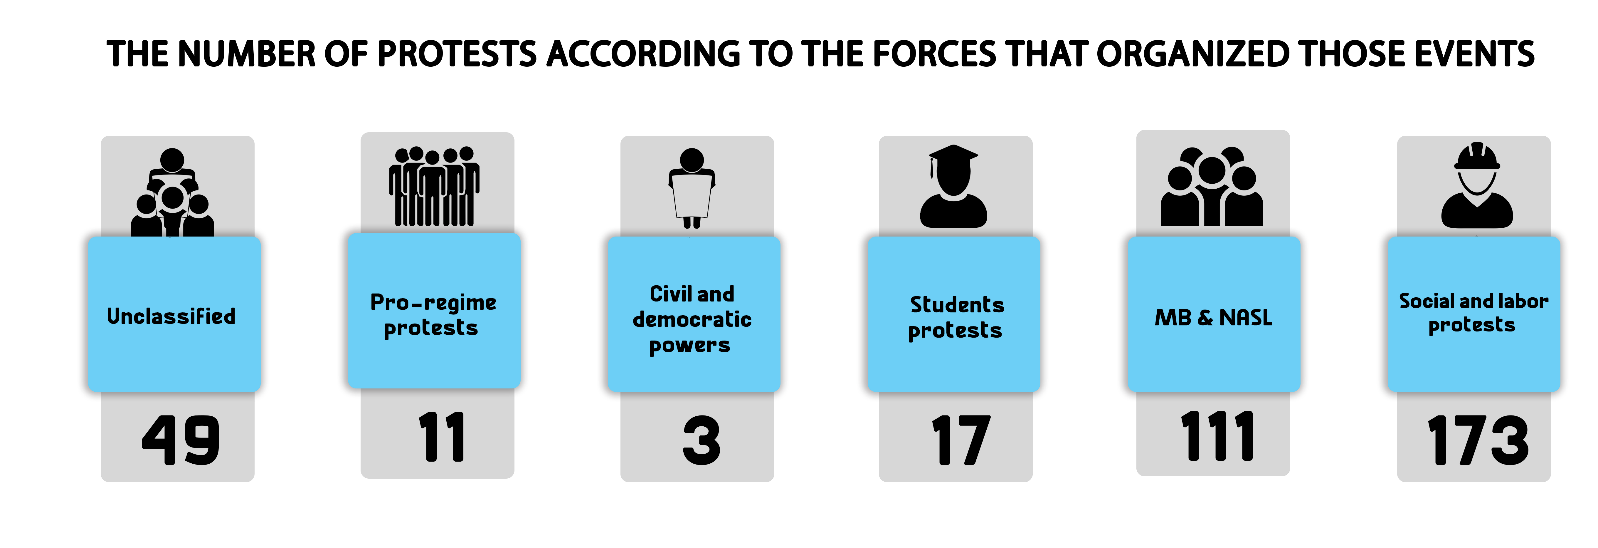 THE NUMBER OF PROTESTS ACCORDING TO THE FORCES THAT ORGANIZED THOSE EVENTS
Unclassified
49
Pro-regime
protests
11
Civil and
democratic
powers
3
Students
protests
17
MB & NASL
111
Social and labor
protests
173